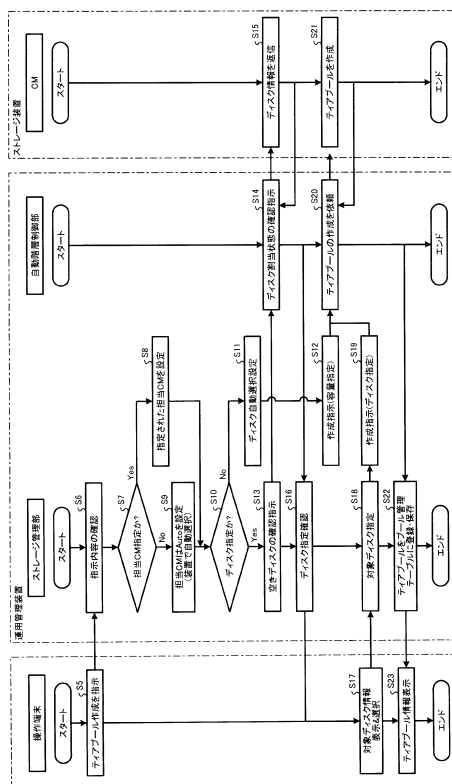 操作端末
スタート
S5
ティアプール作成を指示
S17
対象ディスク情報
表示&選択
S23
ティアプール情報表示
エンド
運用管理装置
ストレージ管理部
スタート
S6
指示内容の確認
S7
担当CM指定か?
Yes
No
S8
指定された担当CMを設定
S9
担当CMはAutoを設定
(装置で自動選択)
S10
ディスク指定か?
No
Yes
S11
ディスク自動選択設定
S12
作成指示(容量指定)
S13
空きディスクの確認指示
S16
ディスク指定確認
S18
対象ディスク指定
S19
作成指示(ディスク指定)
S22
ティアプールをプール管理
テーブルに登録・保存
エンド
自動階層制御部
スタート
S14
ディスク割当状態の確認指示
S20
ティアプールの作成を依頼
エンド
ストレージ装置
CM
スタート
S15
ディスク情報を返信
S21
ティアプールを作成
エンド